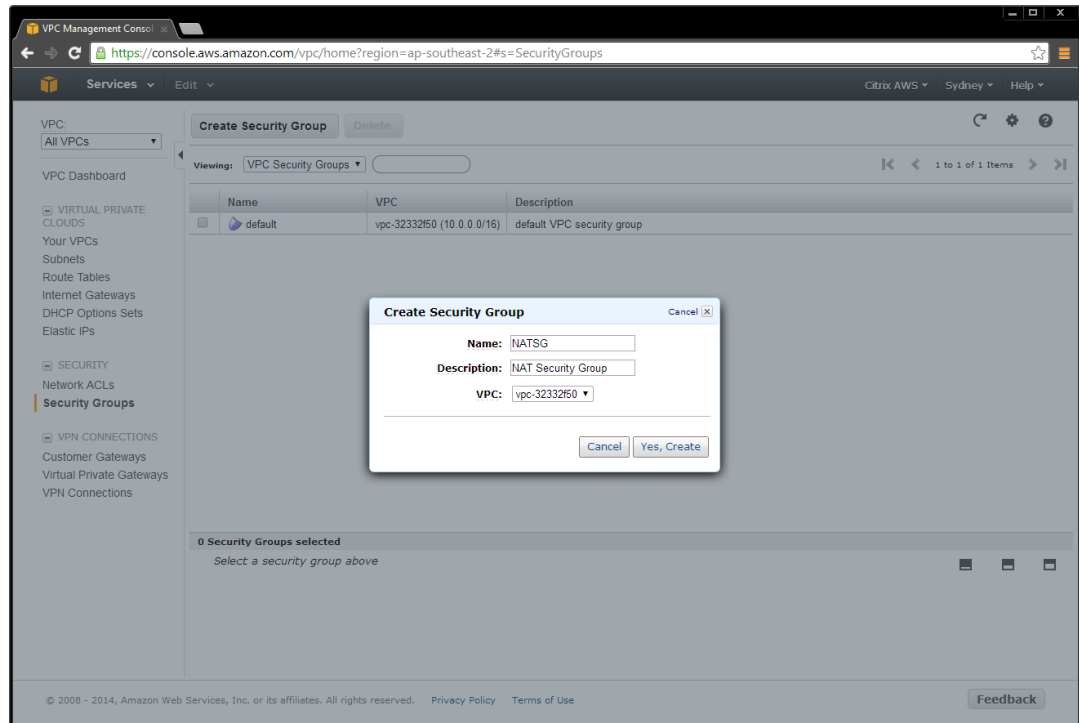 VPC Management Consol
https://console.aws.amazon.com/vpc/home?region=ap-southeast-2#s=SecurityGroups
Services Edit Citrix AWS Sydney Help
VPC:
All VPCs
VPC Dashboard
VIRTUAL PRIVATE
CLOUDS
Your VPCs
Subnets
Route Tables
Internet Gateways
DHCP Options Sets
Elastic IPs
SECURITY
Network ACLs
Security Groups
VPN CONNECTIONS
Customer Gateways
Virtual Private Gateways
VPN Connections
Create Security Group Delete
Viewing: VPC Security Groups 1 to 1 of 1 Items
Name VPC Description
default vpc-32332f50 (10.0.0.0/16) default VPC security group
Create Security Group Cancel
Name: NATSG
Description: NAT Security Group
VPC: vpc-32332f50
Cancel Yes, Create
0 Security Groups selected
Select a security group above
© 2008 - 2014, Amazon Web Services, Inc. or its affiliates. All rights reserved. Privacy Policy Terms of Use Feedback